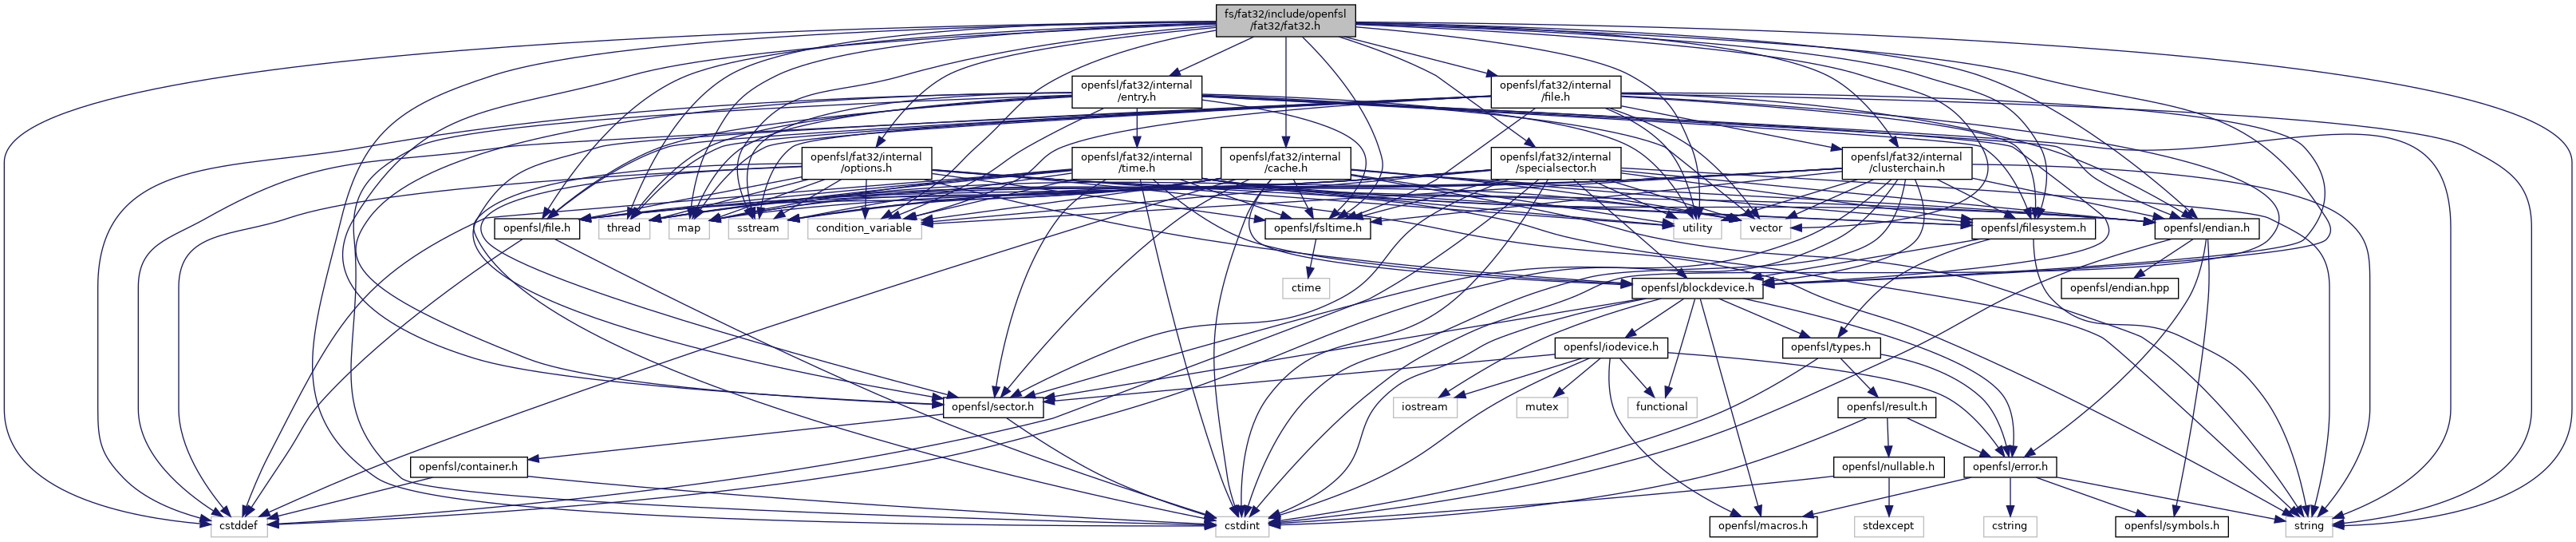 fs/fat32/include/openfsl
/fat32/fat32.h
openfsl/fat32/internal
/entry.h
openfsl/fat32/internal
/file.h
openfsl/fat32/internal
/options.h
openfsl/fat32/internal
/time.h
openfsl/fat32/internal
/cache.h
openfsl/fat32/internal
/specialsector.h
openfsl/fat32/internal
/clusterchain.h
openfsl/file.h
thread
map
sstream
condition_variable
openfsl/fsltime.h
utility
vector
openfsl/filesystem.h
openfsl/endian.h
ctime
openfsl/blockdevice.h
openfsl/endian.hpp
openfsl/iodevice.h
openfsl/types.h
openfsl/sector.h
iostream
mutex
functional
openfsl/result.h
openfsl/container.h
openfsl/nullable.h
openfsl/error.h
cstddef
cstdint
openfsl/macros.h
stdexcept
cstring
openfsl/symbols.h
string